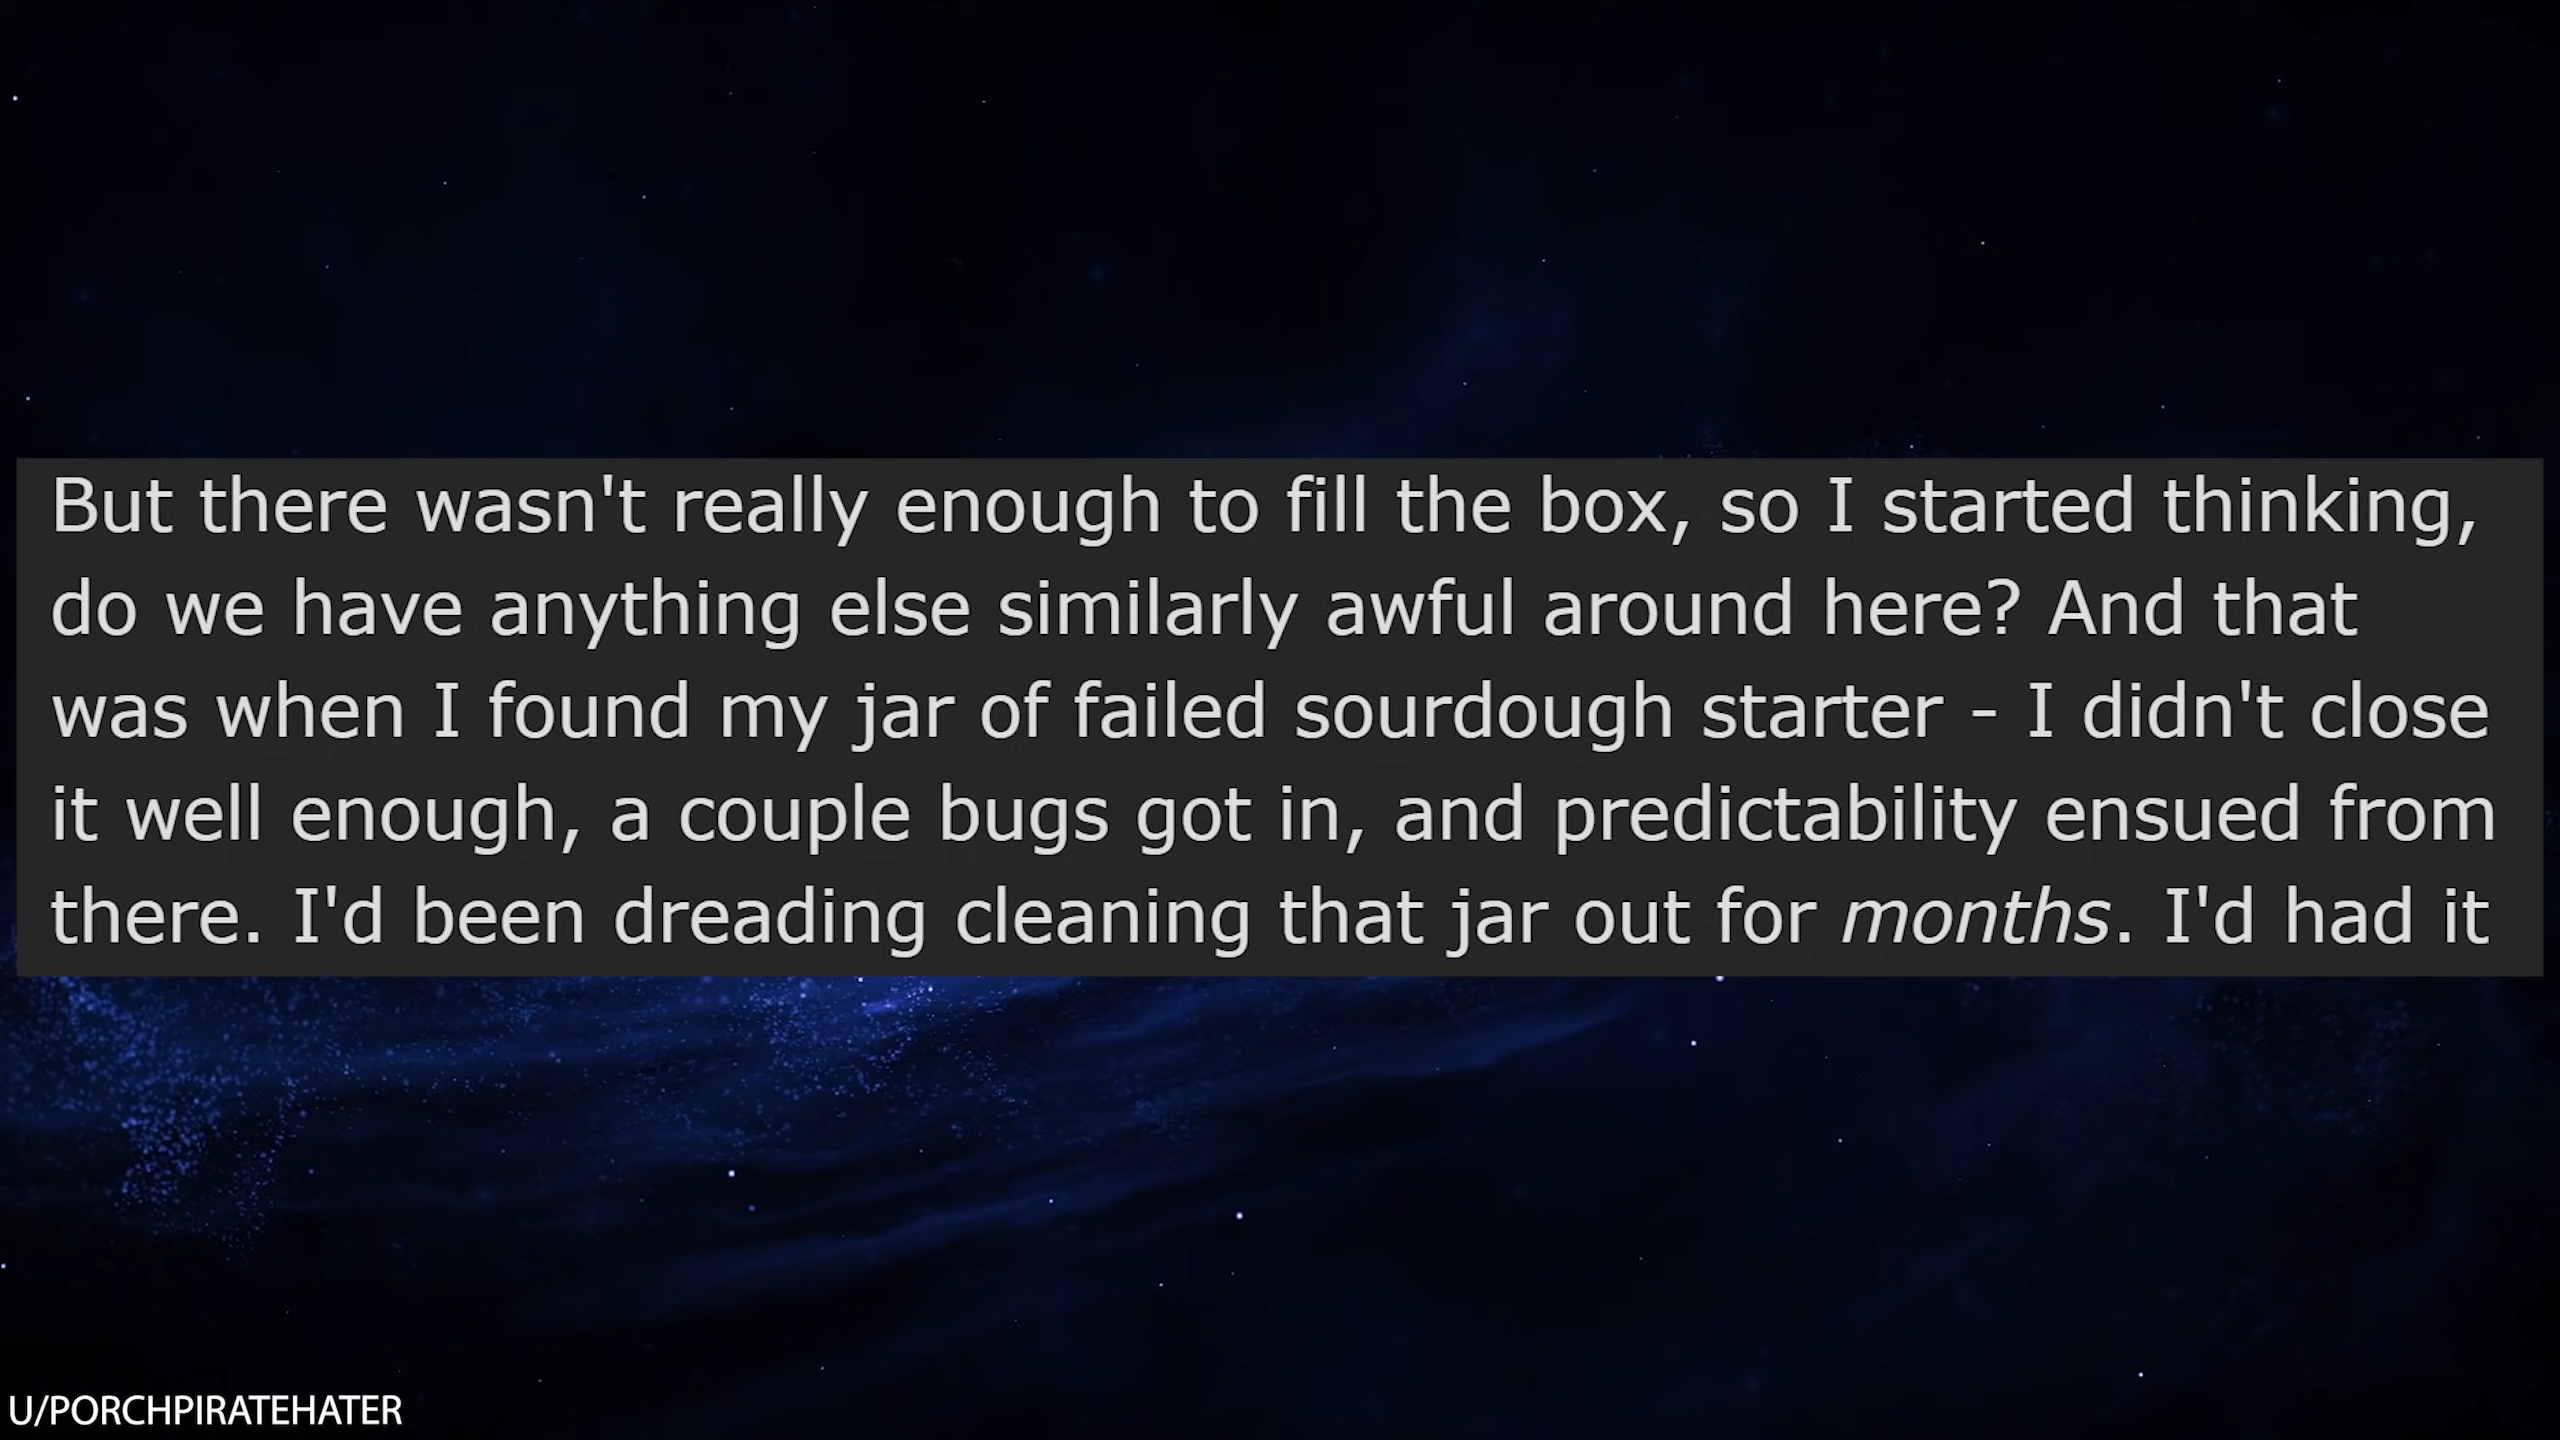 But there wasn't really enough to fill the box, so I started thinking,
do we have anything else similarly awful around here? And that
was when I found my jar of failed sourdough starter - I didn't close
it well enough, a couple bugs got in, and predictability ensued from
there. I'd been dreading cleaning that jar out for months. I'd had it
U/PORCHPIRATEHATER